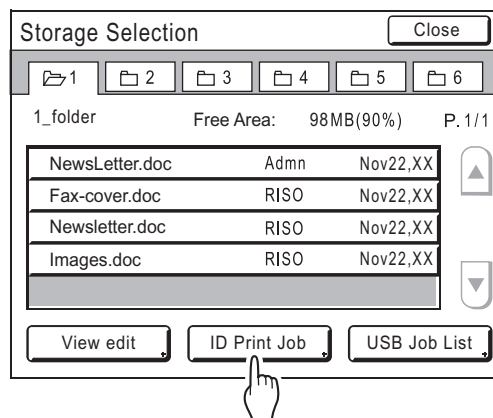 Storage Selection Close
1 2 3 4 5 6
1_folder Free Area: 98MB(90%) P. 1/1
NewsLetter.doc Admn Nov22,XX
Fax-cover.doc RISO Nov22,XX
Newsletter.doc RISO Nov22,XX
Images.doc RISO Nov22,XX
View edit ID Print Job USB Job List